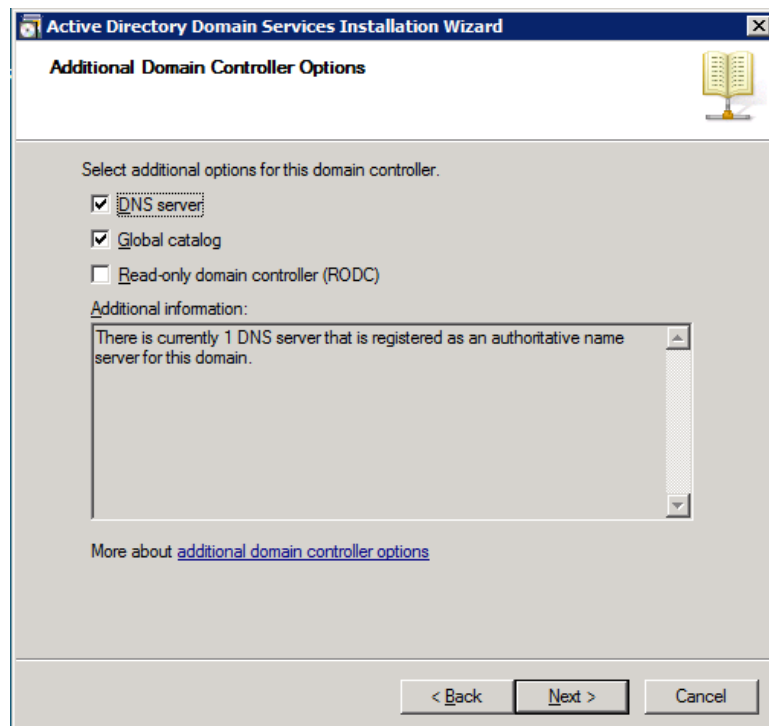 Active Directory Domain Services Installation Wizard
Additional Domain Controller Options
Select additional options for this domain controller.
DNS server
Global catalog
Read-only domain controller (RODC)
Additional information:
There is currently 1 DNS server that is registered as an authoritative name
server for this domain.
More about additional domain controller options
< Back Next > Cancel